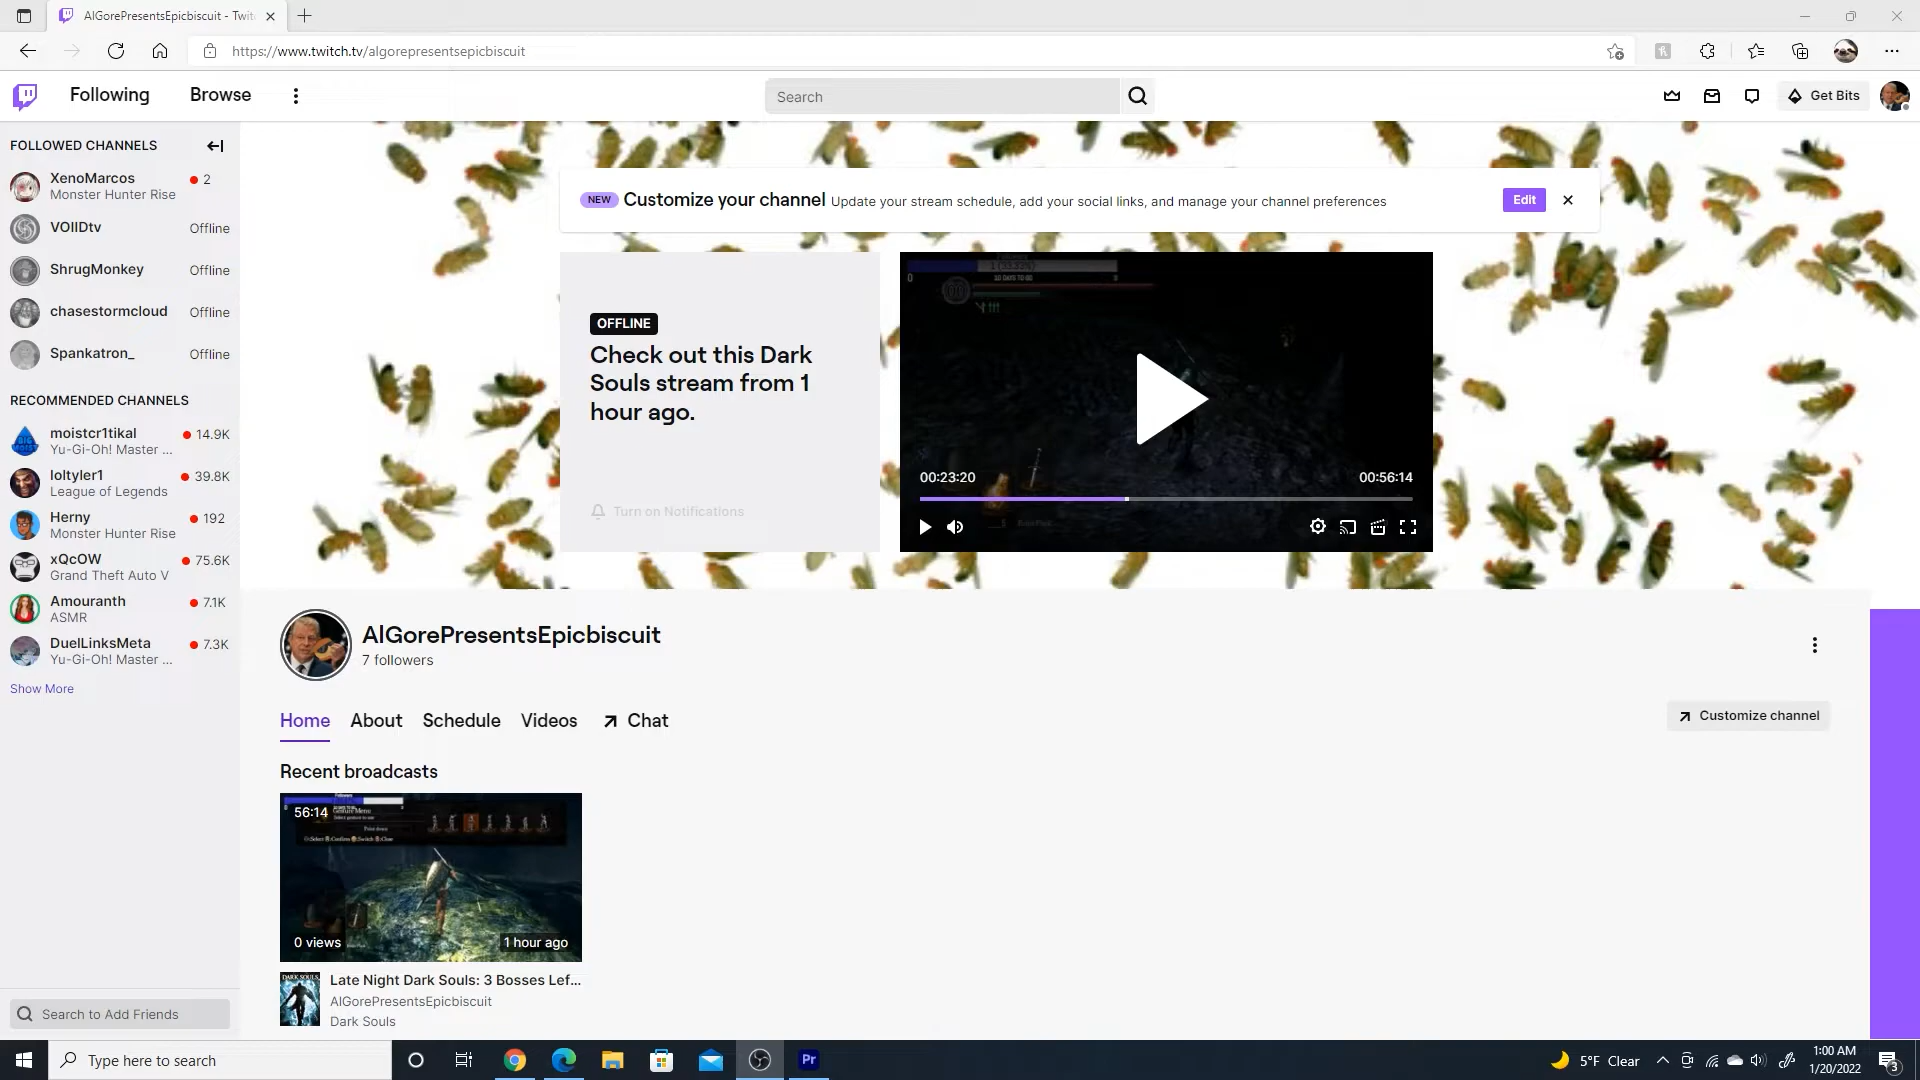 AlGorePresentsEpicbiscuit - Twit
https://www.twitch.tv/algorepresentsepicbiscuit
Following
Browse
Search
Get Bits
FOLLOWED CHANNELS
XenoMarcos
2
Monster Hunter Rise
VOIIDtv
Offline
ShrugMonkey
Offline
chasestormcloud
Offline
Spankatron_
Offline
RECOMMENDED CHANNELS
moistcr1tikal
14.9K
Yu-Gi-Oh! Master ...
loltyler1
39.8K
League of Legends
Herny
192
Monster Hunter Rise
xQcOW
75.6K
Grand Theft Auto V
Amouranth
7.1K
ASMR
DuelLinksMeta
7.3K
Yu-Gi-Oh! Master ...
Show More
Search to Add Friends
NEW Customize your channel Update your stream schedule, add your social links, and manage your channel preferences
Edit
OFFLINE
Check out this Dark
Souls stream from 1
hour ago.
Turn on Notifications
00:23:20
00:56:14
AlGorePresentsEpicbiscuit
7 followers
Home
About
Schedule
Videos
Chat
Customize channel
Recent broadcasts
56:14
0 views
1 hour ago
DARK SOULS
Late Night Dark Souls: 3 Bosses Lef...
AlGorePresentsEpicbiscuit
Dark Souls
Type here to search
Pr
5°F Clear
1:00 AM
1/20/2022
3